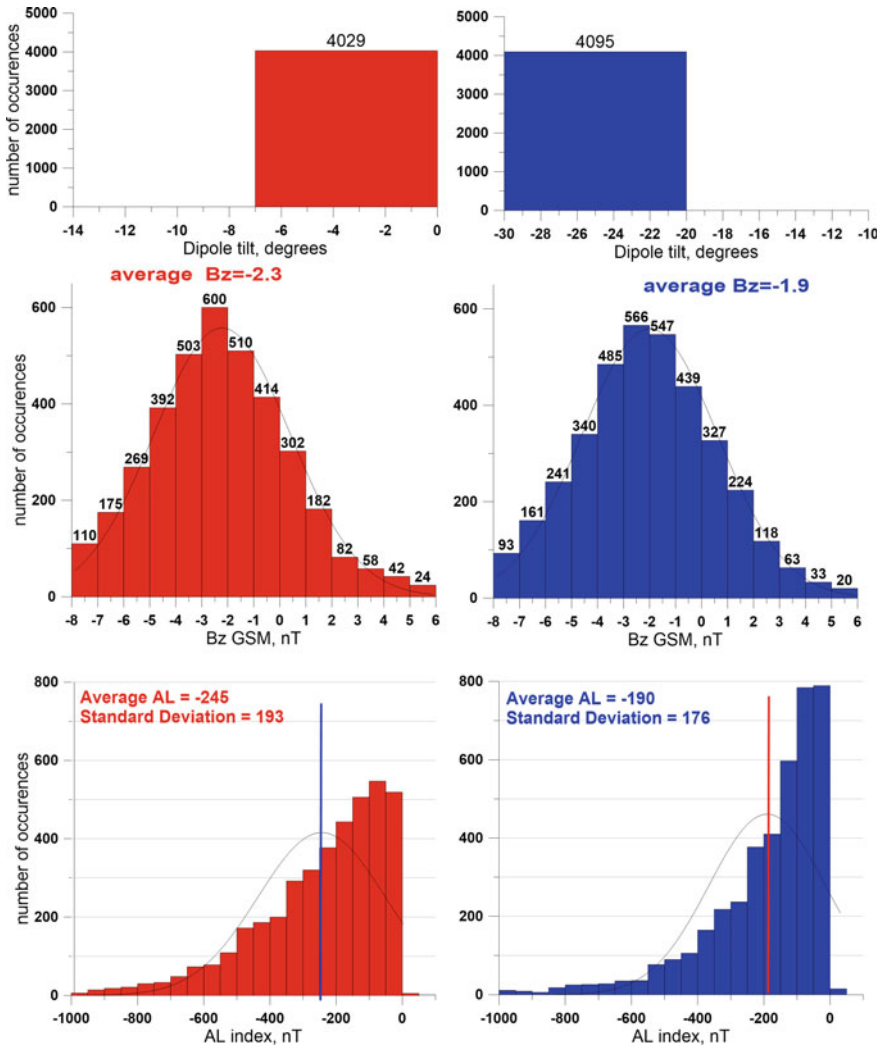 5000
4000
3000
2000
1000
0
number of occurences
4029
-14 -12 -10 -8 -6 -4 -2 0
Dipole tilt, degrees
5000
4000
3000
2000
1000
0
4095
-30 -28 -26 -24 -22 -20 -18 -16 -14 -12 -10
Dipole tilt, degrees
average Bz=-2.3
600
400
200
0
number of occurences
110 175 269 392 503 600 510 414 302 182 82 58 42 24
-8 -7 -6 -5 -4 -3 -2 -1 0 1 2 3 4 5 6
Bz GSM, nT
average Bz=-1.9
600
400
200
0
93 161 241 340 485 566 547 439 327 224 118 63 33 20
-8 -7 -6 -5 -4 -3 -2 -1 0 1 2 3 4 5 6
Bz GSM, nT
800
600
400
200
0
number of occurences
Average AL = -245
Standard Deviation = 193
-1000 -800 -600 -400 -200 0
AL index, nT
800
600
400
200
0
Average AL = -190
Standard Deviation = 176
-1000 -800 -600 -400 -200 0
AL index, nT